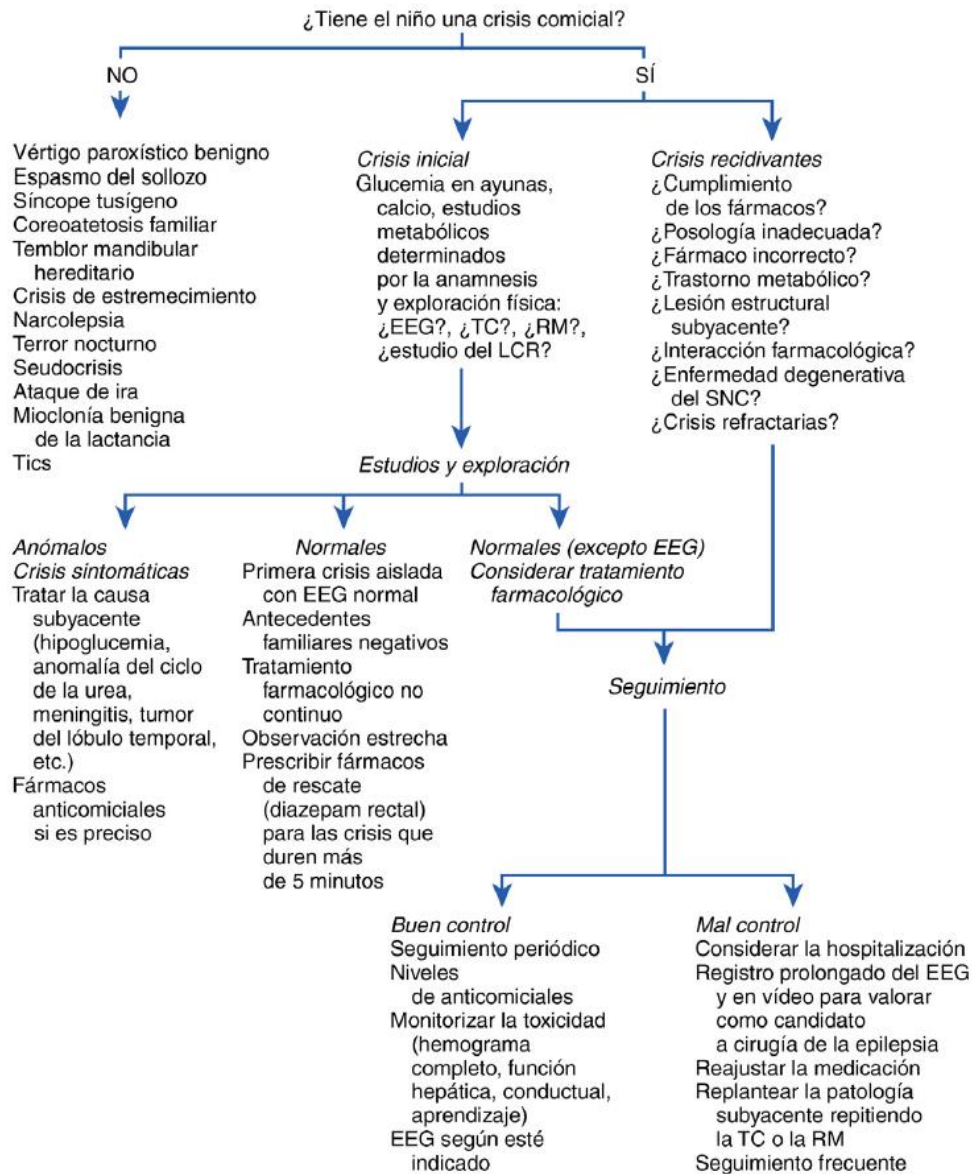 ¿Tiene el niño una crisis comicial?
NO
SÍ
Vértigo paroxístico benigno
Espasmo del sollozo
Síncope tusígeno
Coreoatetosis familiar
Temblor mandibular
hereditario
Crisis de estremecimiento
Narcolepsia
Terror nocturno
Seudocrisis
Ataque de ira
Mioclonía benigna
de la lactancia
Tics
Crisis inicial
Glucemia en ayunas,
calcio, estudios
metabólicos
determinados
por la anamnesis
y exploración física:
¿EEG?, ¿TC?, ¿RM?,
¿estudio del LCR?
Crisis recidivantes
¿Cumplimiento
de los fármacos?
¿Posología inadecuada?
¿Fármaco incorrecto?
¿Trastorno metabólico?
¿Lesión estructural
subyacente?
¿Interacción farmacológica?
¿Enfermedad degenerativa
del SNC?
¿Crisis refractarias?
Estudios y exploración
Anómalos
Crisis sintomáticas
Tratar la causa
subyacente
(hipoglucemia,
anomalía del ciclo
de la urea,
meningitis, tumor
del lóbulo temporal,
etc.)
Fármacos
anticomiciales
si es preciso
Normales
Primera crisis aislada
con EEG normal
Antecedentes
familiares negativos
Tratamiento
farmacológico no
continuo
Observación estrecha
Prescribir fármacos
de rescate
(diazepam rectal)
para las crisis que
duren más
de 5 minutos
Normales (excepto EEG)
Considerar tratamiento
farmacológico
Seguimiento
Buen control
Seguimiento periódico
Niveles
de anticomiciales
Monitorizar la toxicidad
(hemograma
completo, función
hepática, conductual,
aprendizaje)
EEG según esté
indicado
Mal control
Considerar la hospitalización
Registro prolongado del EEG
y en vídeo para valorar
como candidato
a cirugía de la epilepsia
Reajustar la medicación
Replantear la patología
subyacente repitiendo
la TC o la RM
Seguimiento frecuente